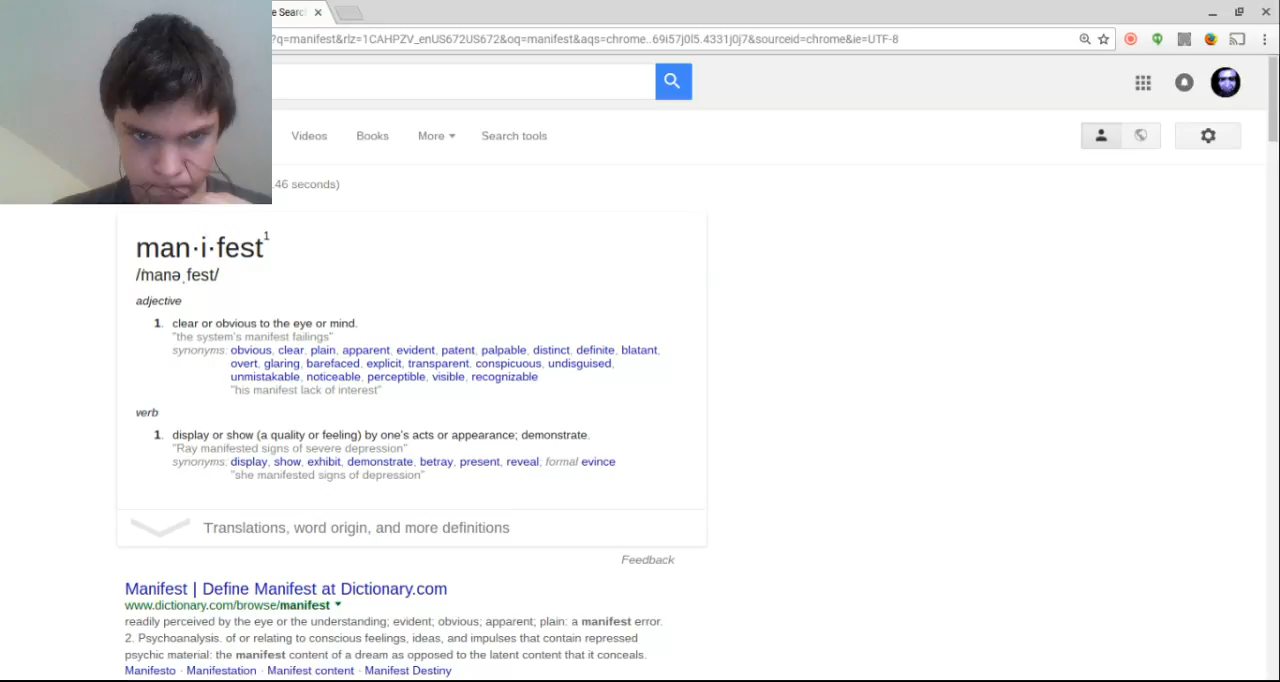 e Searc
?q=manifest&rlz=1CAHPZV_enUS672US672&oq=manifest&aqs=chrome..69i57j0l5.4331j0j7&sourceid=chrome&ie=UTF-8
Videos Books More Search tools
.46 seconds)
man·i·fest1
/ˈmanəˌfest/
adjective
1. clear or obvious to the eye or mind.
"the system's manifest failings"
synonyms: obvious, clear, plain, apparent, evident, patent, palpable, distinct, definite, blatant,
overt, glaring, barefaced, explicit, transparent, conspicuous, undisguised,
unmistakable, noticeable, perceptible, visible, recognizable
"his manifest lack of interest"
verb
1. display or show (a quality or feeling) by one's acts or appearance; demonstrate.
"Ray manifested signs of severe depression"
synonyms: display, show, exhibit, demonstrate, betray, present, reveal; formal evince
"she manifested signs of depression"
Translations, word origin, and more definitions
Feedback
Manifest | Define Manifest at Dictionary.com
www.dictionary.com/browse/manifest
readily perceived by the eye or the understanding; evident; obvious; apparent; plain: a manifest error.
2. Psychoanalysis. of or relating to conscious feelings, ideas, and impulses that contain repressed
psychic material: the manifest content of a dream as opposed to the latent content that it conceals.
Manifesto · Manifestation · Manifest content · Manifest Destiny